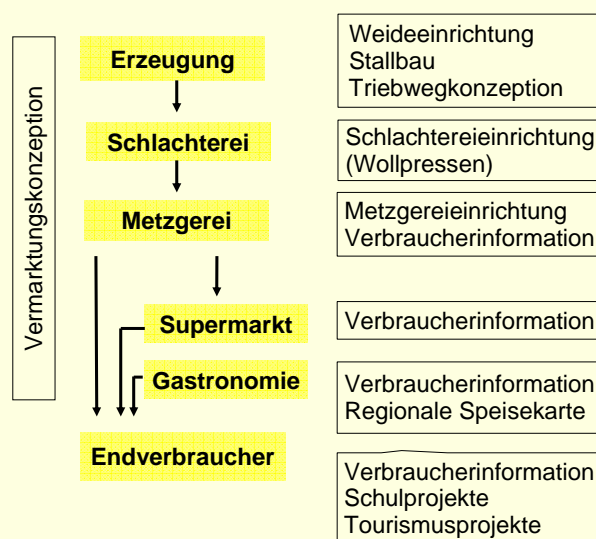 Vermarktungskonzeption
Erzeugung
Weideeinrichtung
Stallbau
Triebwegkonzeption
Schlachterei
Schlachtereieinrichtung
(Wollpressen)
Metzgerei
Metzgereieinrichtung
Verbraucherinformation
Supermarkt
Verbraucherinformation
Gastronomie
Verbraucherinformation
Regionale Speisekarte
Endverbraucher
Verbraucherinformation
Schulprojekte
Tourismusprojekte